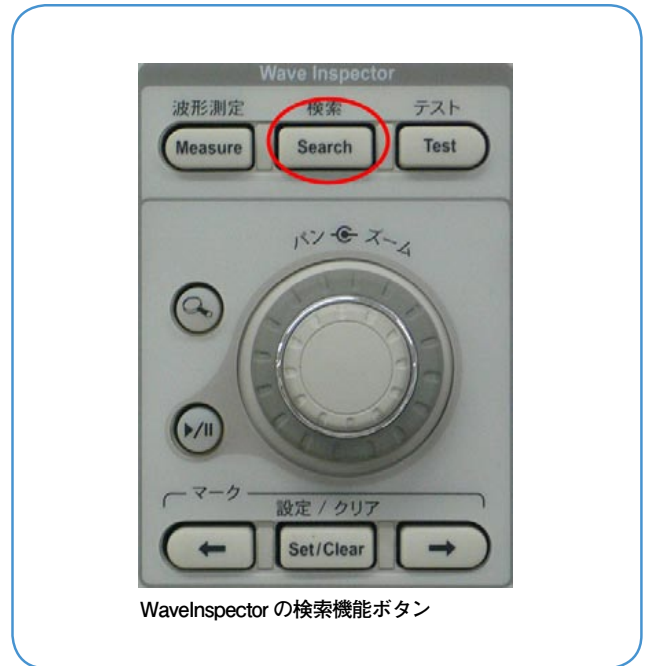 Wave Inspector
波形測定 検索 テスト
Measure Search Test
パン ズーム
▶/II
マーク
設定 / クリア
← Set/Clear →
WaveInspector の検索機能ボタン